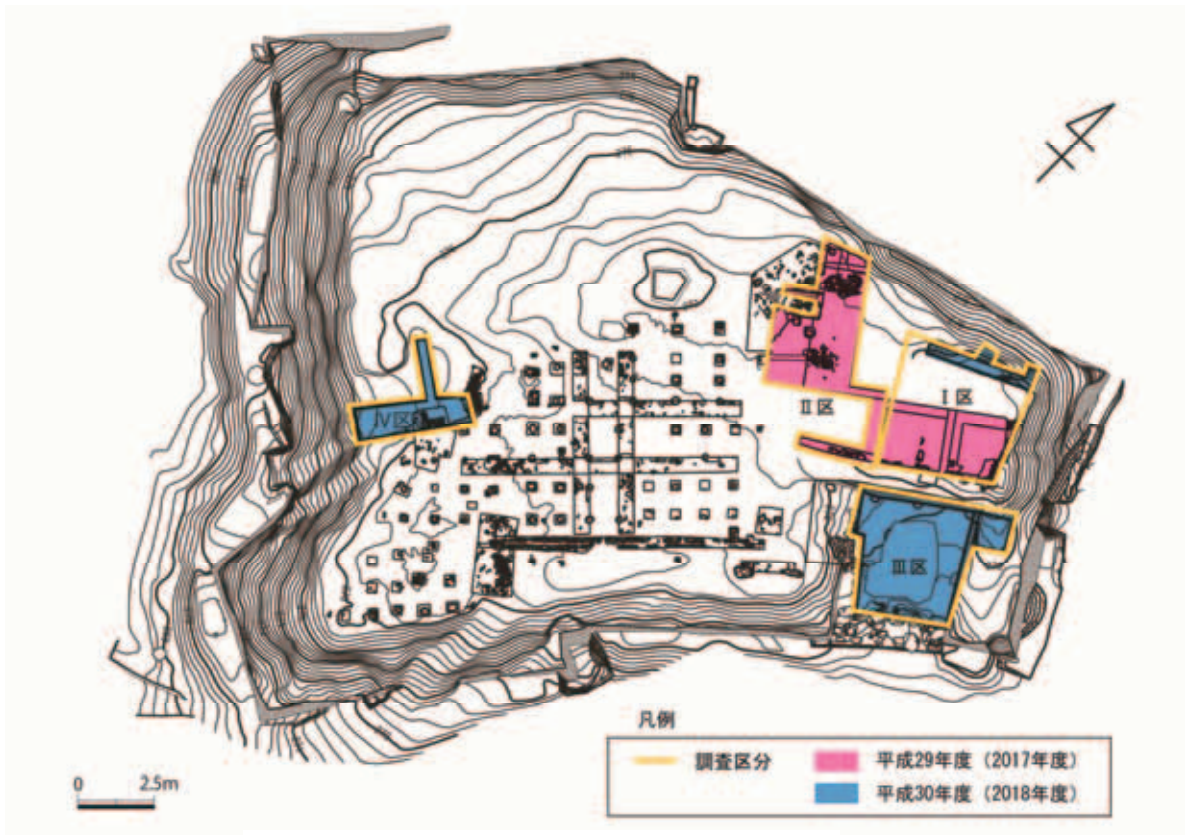 I区
II区
IV区
III区
凡例
調査区分
平成29年度（2017年度）
平成30年度（2018年度）
0 2.5m